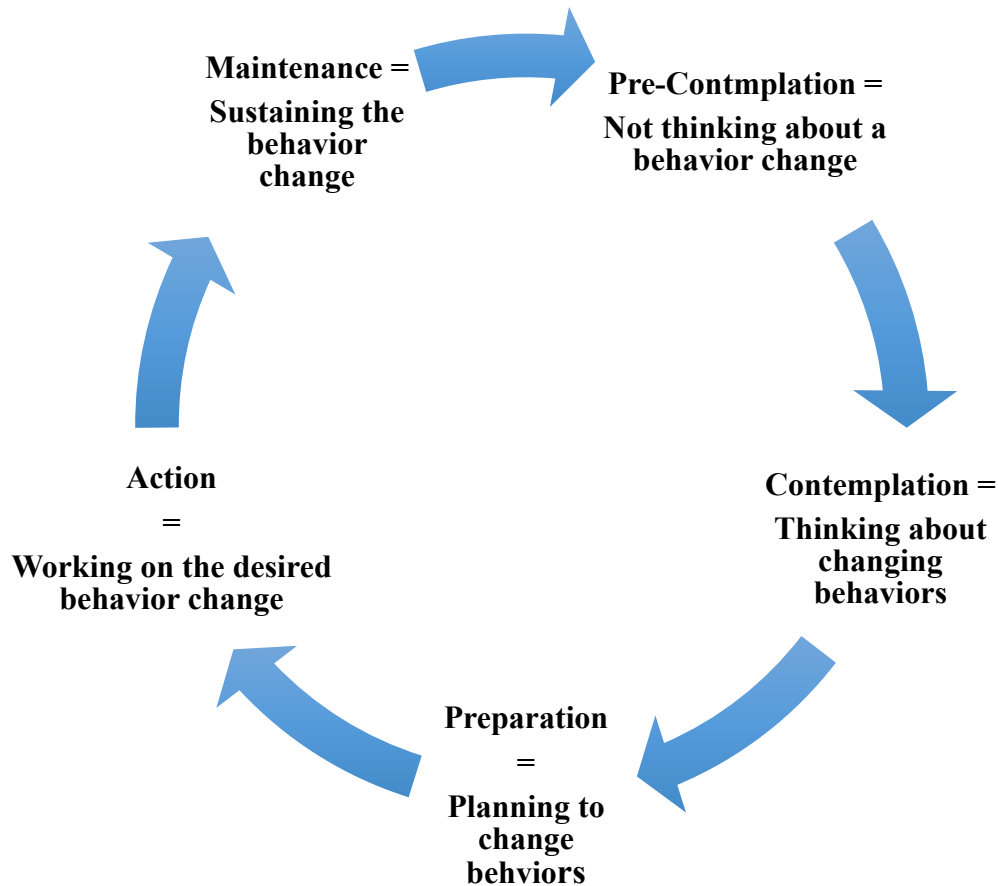 Maintenance =
Sustaining the
behavior
change
Pre-Contmplation =
Not thinking about a
behavior change
Contemplation =
Thinking about
changing
behaviors
Preparation
=
Planning to
change
behviors
Action
=
Working on the desired
behavior change